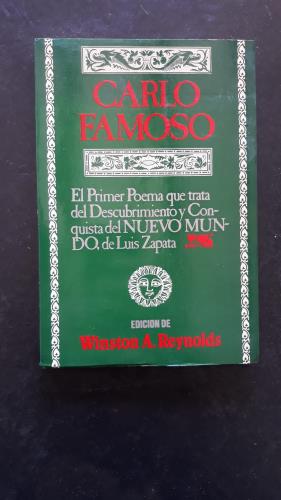 CARLO
FAMOSO
El Primer Poema que trata
del Descubrimiento y Con-
quista del NUEVO MUN-
DO, de Luis Zapata
EDICION DE
Winston A. Reynolds